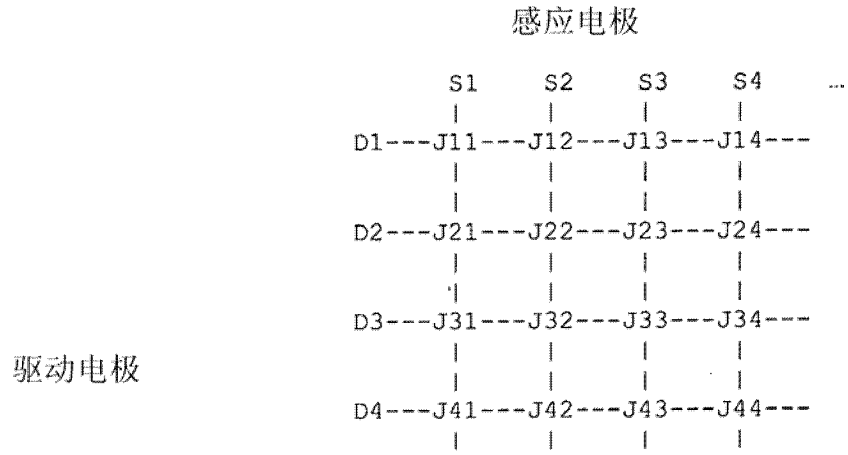 感应电极
S1 S2 S3 S4 ...
| | | |
D1---J11---J12---J13---J14---
| | | |
| | | |
D2---J21---J22---J23---J24---
| | | |
| | | |
D3---J31---J32---J33---J34---
| | | |
驱动电极
| | | |
D4---J41---J42---J43---J44---
| | | |